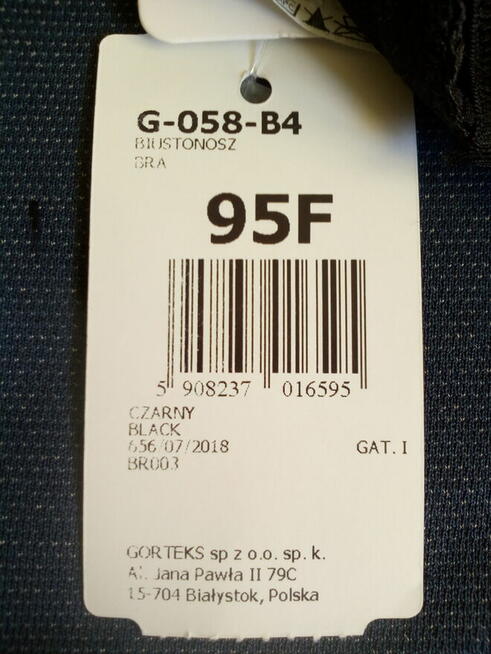 G-058-B4
BIUSTONOSZ
BRA
95F
5 908237 016595
CZARNY
BLACK
656/07/2018 GAT. I
BR003
GORTEKS sp z o.o. sp. k.
Al. Jana Pawła II 79C
15-704 Białystok, Polska